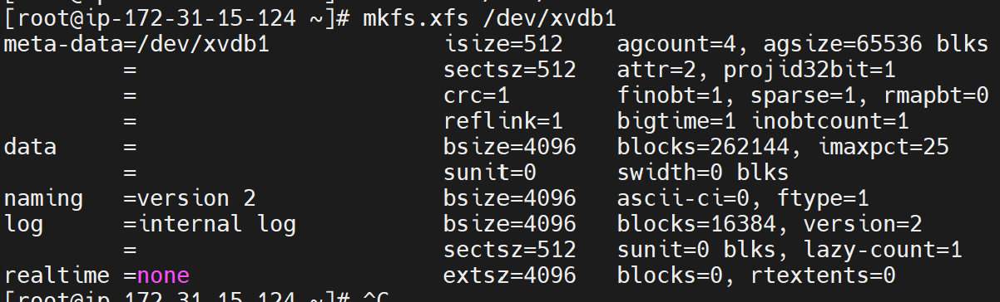 [root@ip-172-31-15-124 ~]# mkfs.xfs /dev/xvdb1
meta-data=/dev/xvdb1             isize=512    agcount=4, agsize=65536 blks
         =                       sectsz=512   attr=2, projid32bit=1
         =                       crc=1        finobt=1, sparse=1, rmapbt=0
         =                       reflink=1    bigtime=1 inobtcount=1
data     =                       bsize=4096   blocks=262144, imaxpct=25
         =                       sunit=0      swidth=0 blks
naming   =version 2              bsize=4096   ascii-ci=0, ftype=1
log      =internal log           bsize=4096   blocks=16384, version=2
         =                       sectsz=512   sunit=0 blks, lazy-count=1
realtime =none                   extsz=4096   blocks=0, rtextents=0
[root@ip-172-31-15-124 ~]# ^C